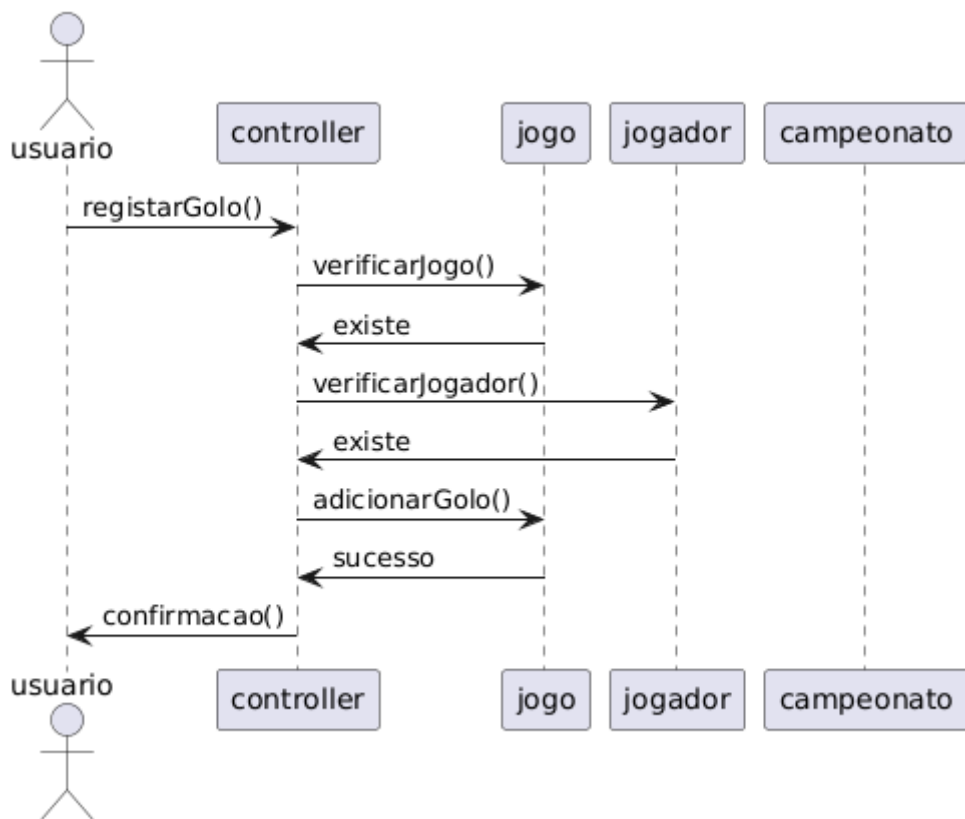 usuario
controller
jogo
jogador
campeonato
registarGolo()
verificarJogo()
existe
verificarJogador()
existe
adicionarGolo()
sucesso
confirmacao()
usuario
controller
jogo
jogador
campeonato